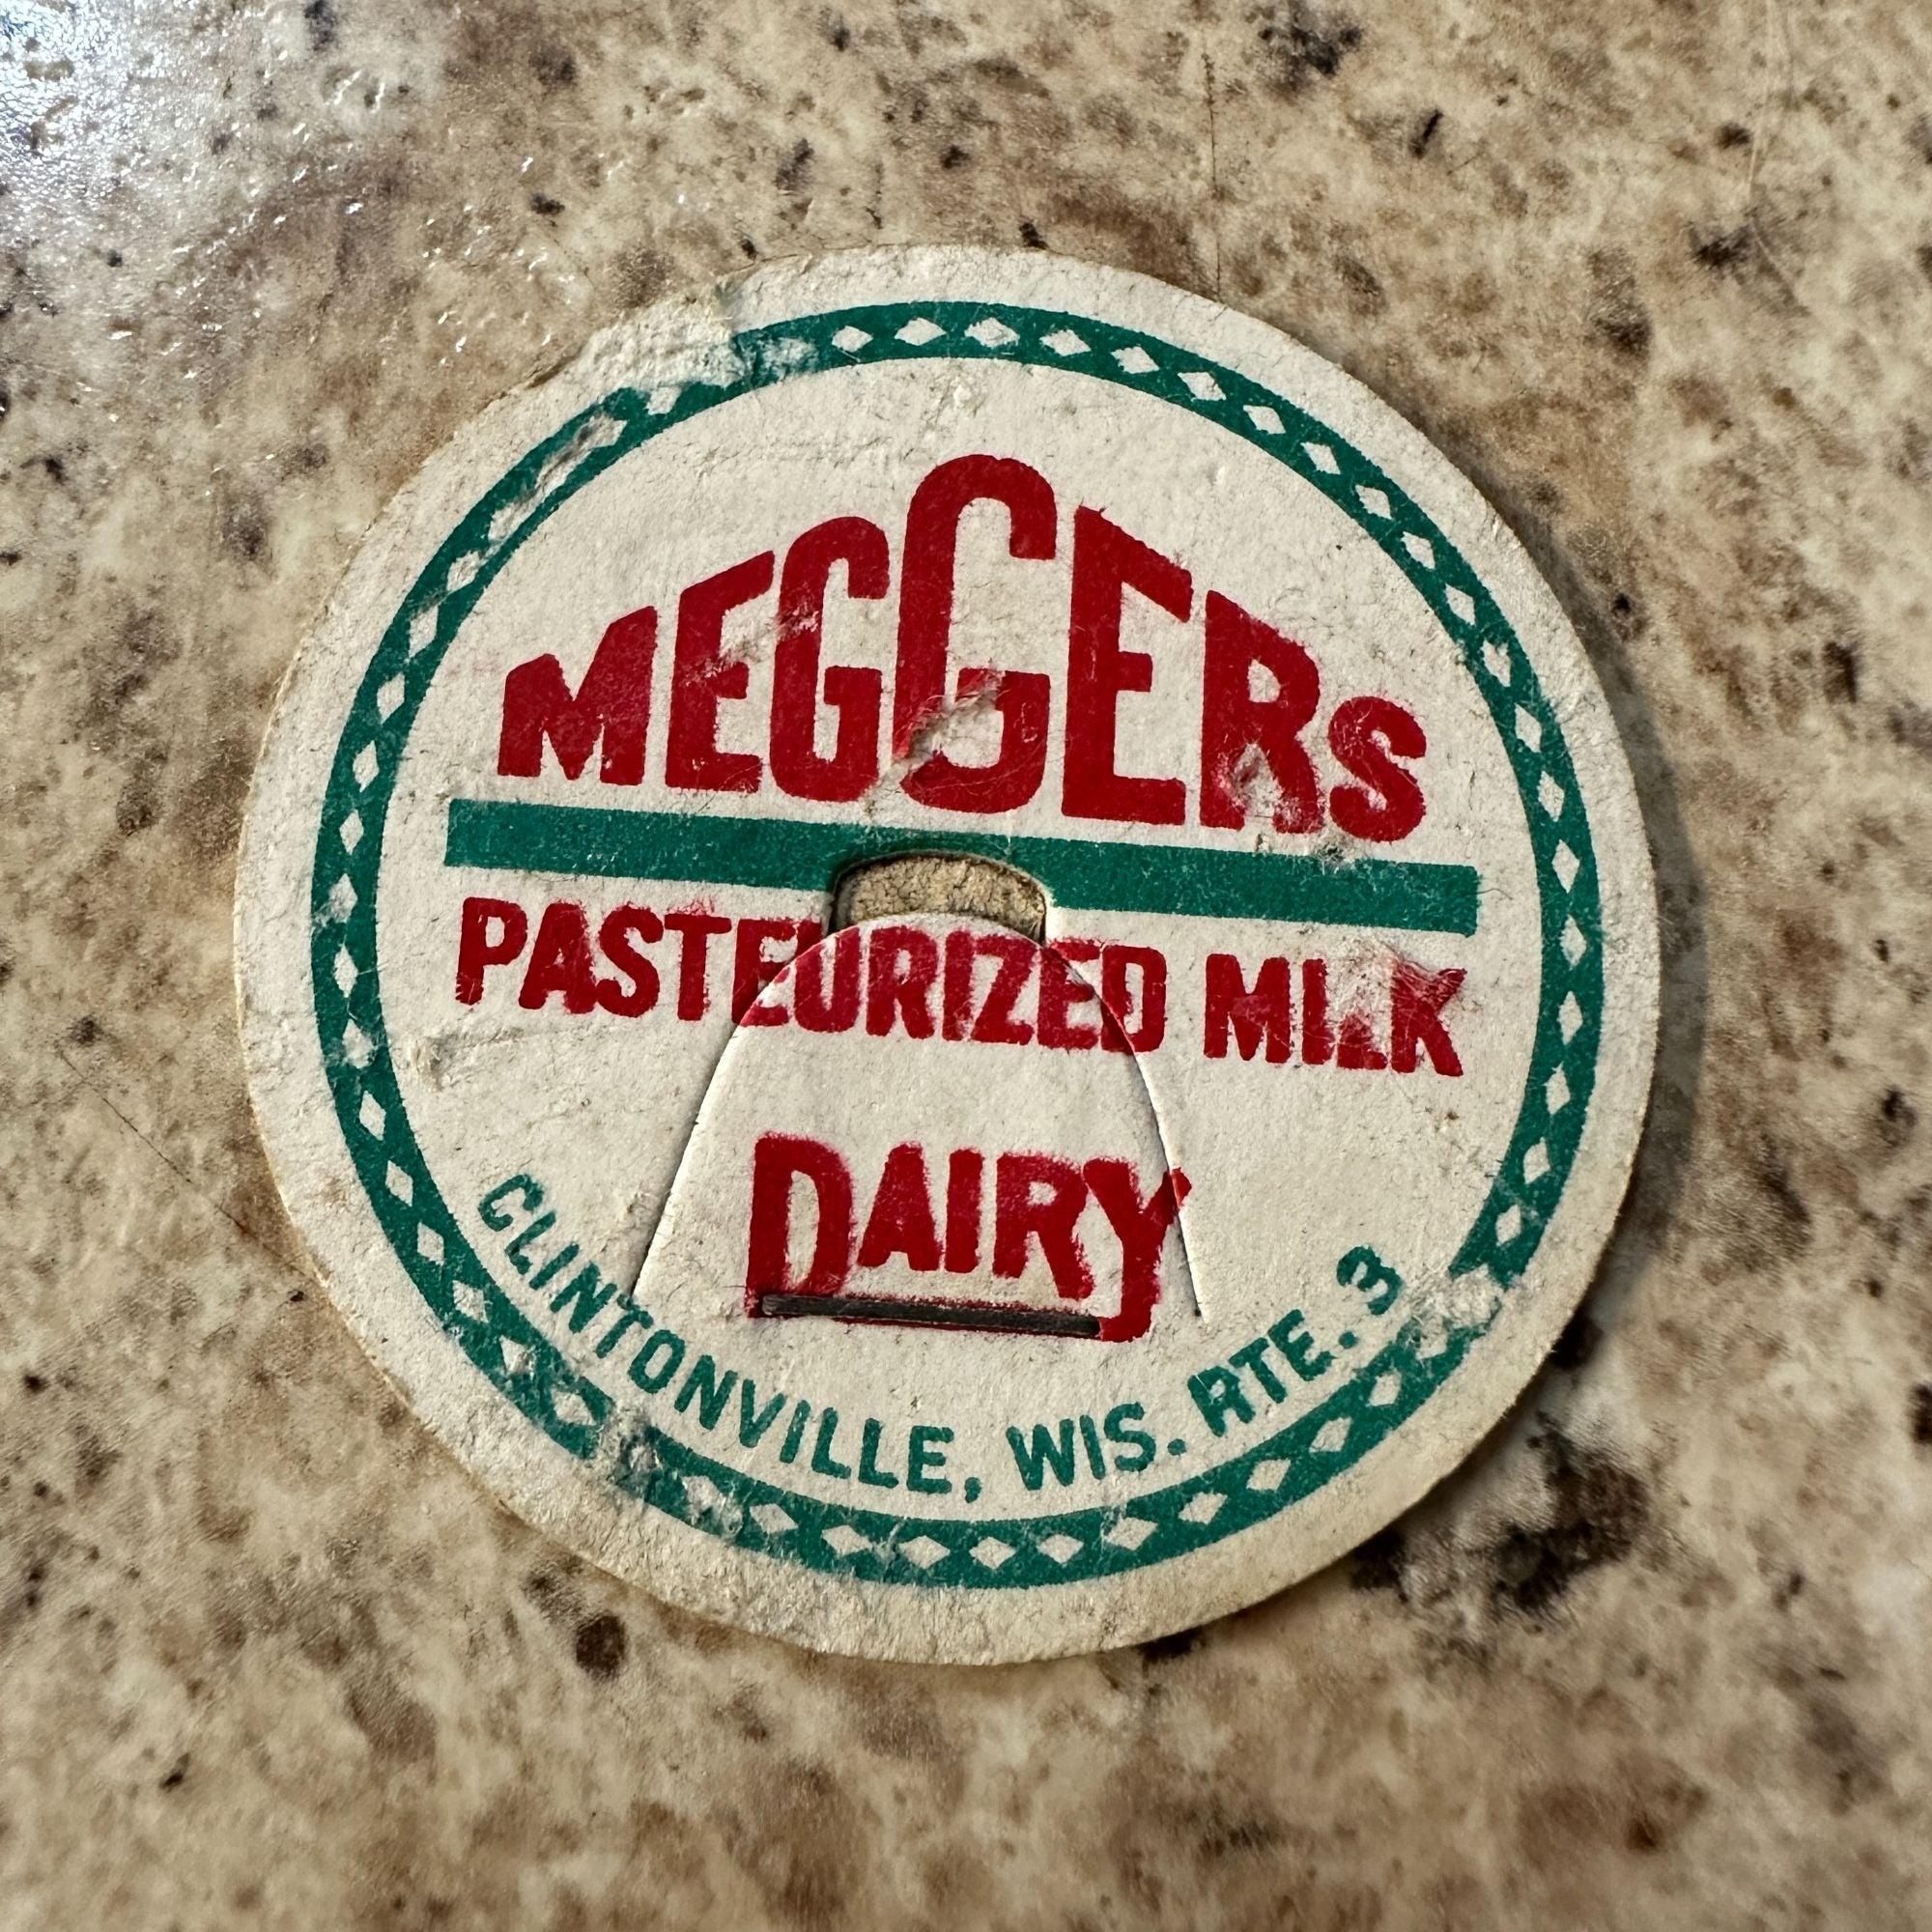 MEGGERS
PASTEURIZED MILK
DAIRY
CLINTONVILLE, WIS. RTE. 3